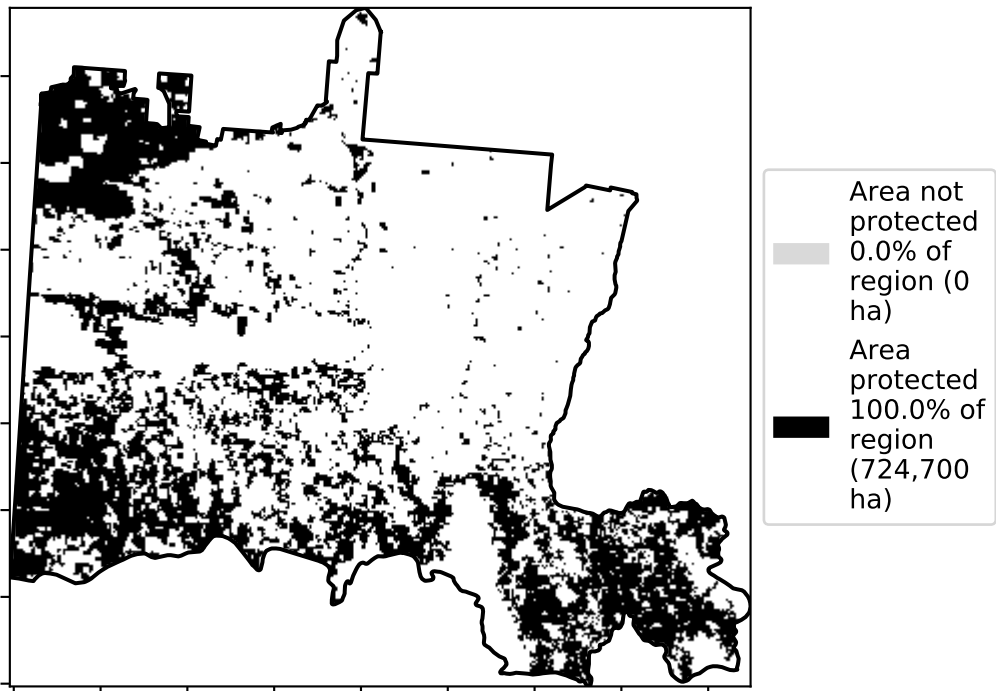 Area not
protected
0.0% of
region (0
ha)
Area
protected
100.0% of
region
(724,700
ha)